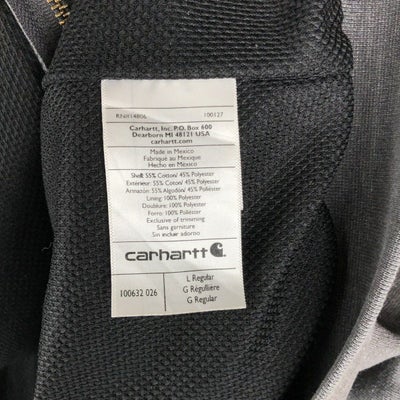 RN#14806 100127
Carhartt, Inc. P.O. Box 600
Dearborn MI 48121 USA
carhartt.com
Made in Mexico
Fabriqué au Mexique
Hecho en México
Shell: 55% Cotton/ 45% Polyester
Extérieur: 55% Coton/ 45% Polyester
Armazón: 55% Algodón/ 45% Poliéster
Lining: 100% Polyester
Doublure: 100% Polyester
Forro: 100% Poliéster
Exclusive of trimming
Sans garniture
Sin incluir adorno
carhartt
100632 026
L Regular
G Régulière
G Regular